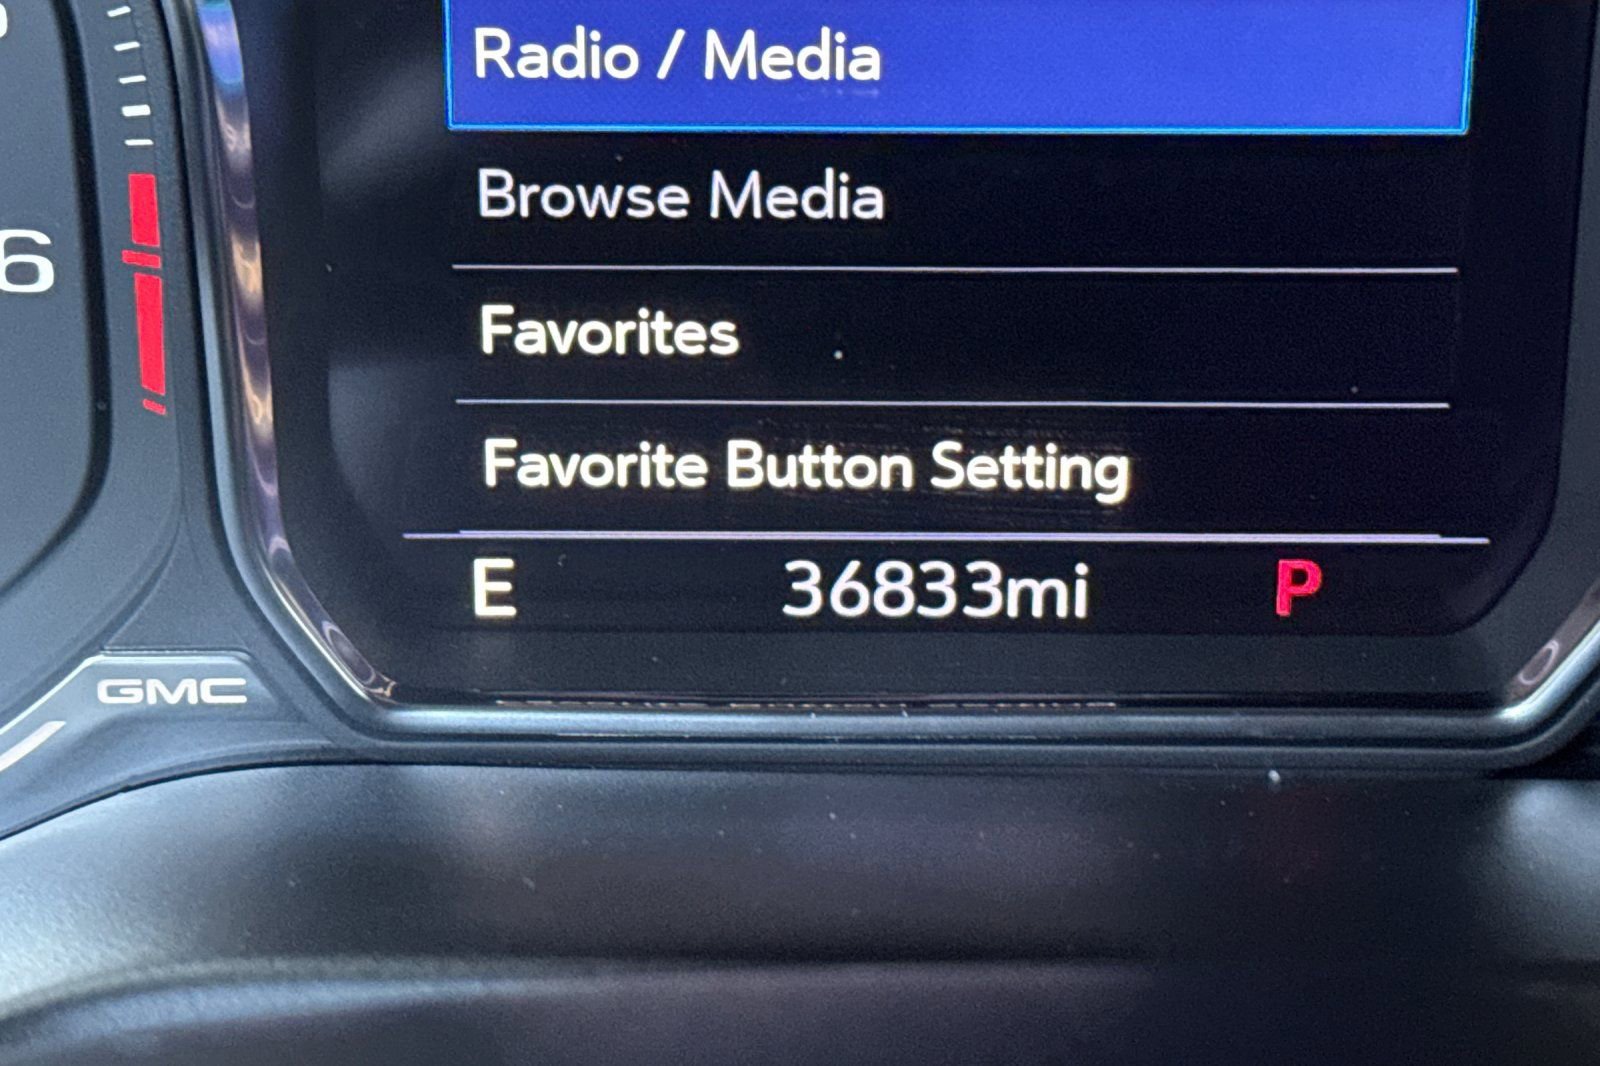 Radio / Media
Browse Media
6
Favorites
Favorite Button Setting
E 36833mi P
GMC